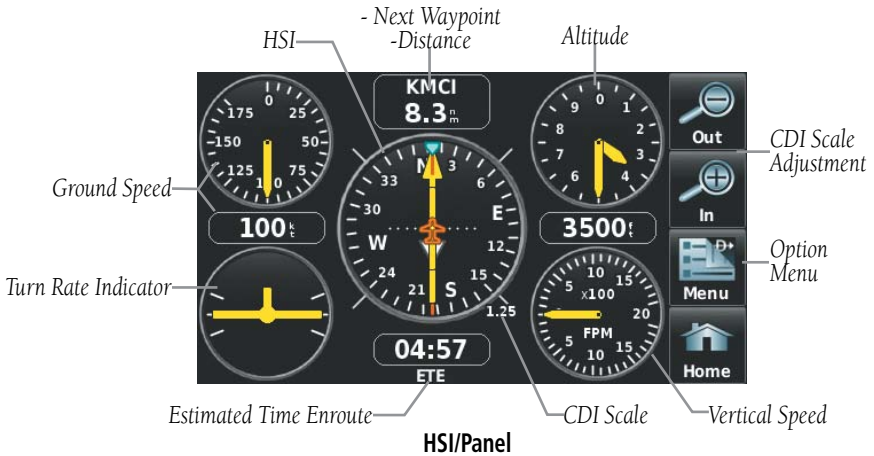 - Next Waypoint
-Distance
HSI
Altitude
KMCI
8.3 nm
0
25
50
75
125
150
175
N
3
6
E
12
15
S
21
24
W
30
33
0
1
2
3
4
6
7
8
9
Out
In
Menu
Home
CDI Scale
Adjustment
Option
Menu
Ground Speed
100 kt
3500 ft
Turn Rate Indicator
1.25
5
10
15
x100
20
FPM
5
10
15
04:57
ETE
Estimated Time Enroute
CDI Scale
Vertical Speed
HSI/Panel